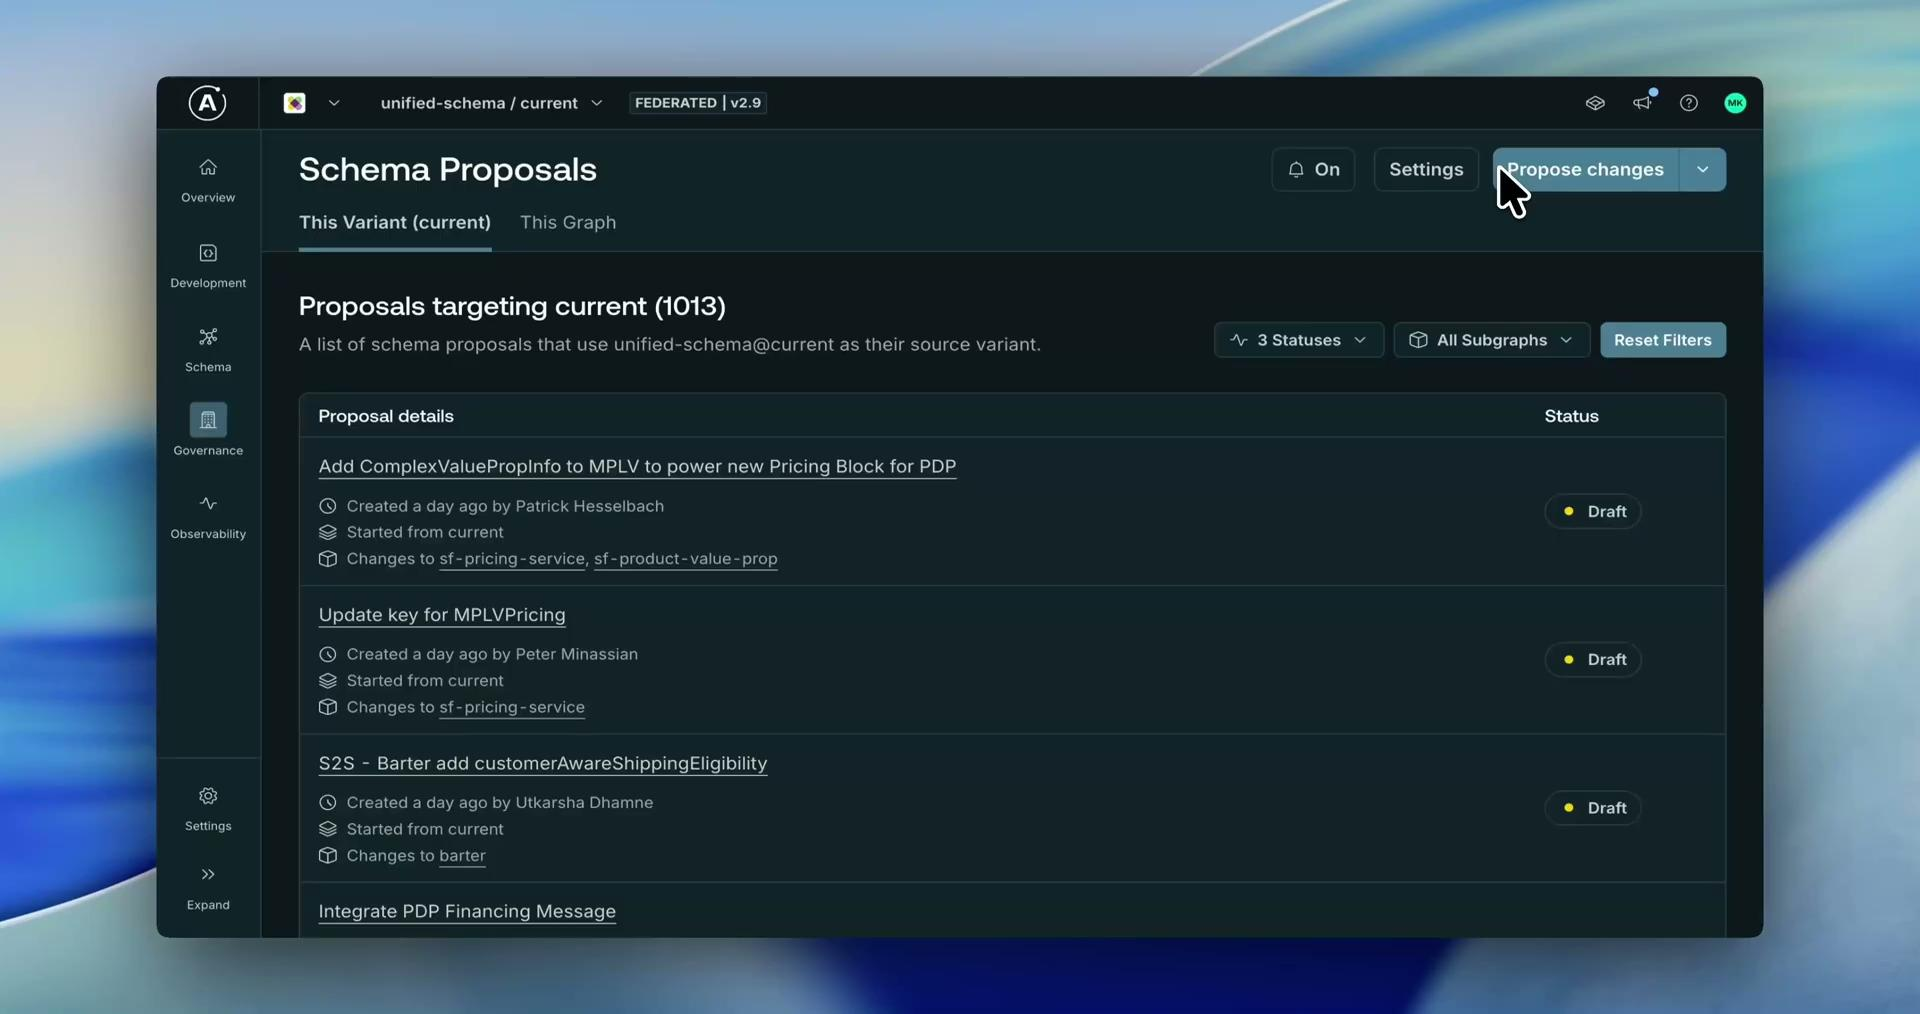 unified-schema / current
FEDERATED | v2.9
MK
Overview
Development
Schema
Governance
Observability
Settings
Expand
Schema Proposals
On
Settings
Propose changes
This Variant (current)
This Graph
Proposals targeting current (1013)
A list of schema proposals that use unified-schema@current as their source variant.
3 Statuses
All Subgraphs
Reset Filters
Proposal details
Status
Add ComplexValuePropInfo to MPLV to power new Pricing Block for PDP
Created a day ago by Patrick Hesselbach
Started from current
Changes to sf-pricing-service, sf-product-value-prop
Draft
Update key for MPLVPricing
Created a day ago by Peter Minassian
Started from current
Changes to sf-pricing-service
Draft
S2S - Barter add customerAwareShippingEligibility
Created a day ago by Utkarsha Dhamne
Started from current
Changes to barter
Draft
Integrate PDP Financing Message